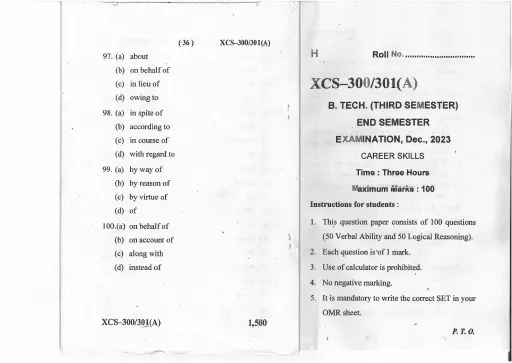 ( 36 ) XCS-300/301(A)
97. (a) about
(b) on behalf of
(c) in lieu of
(d) owing to
98. (a) in spite of
(b) according to
(c) in course of
(d) with regard to
99. (a) by way of
(b) by reason of
(c) by virtue of
(d) of
100.(a) on behalf of
(b) on account of
(c) along with
(d) instead of
XCS-300/301(A) 1,500
H Roll No. ................................
XCS-300/301(A)
B. TECH. (THIRD SEMESTER)
END SEMESTER
EXAMINATION, Dec., 2023
CAREER SKILLS
Time : Three Hours
Maximum Marks : 100
Instructions for students :
1. This question paper consists of 100 questions
(50 Verbal Ability and 50 Logical Reasoning).
2. Each question is of 1 mark.
3. Use of calculator is prohibited.
4. No negative marking.
5. It is mandatory to write the correct SET in your
OMR sheet.
P. T. O.